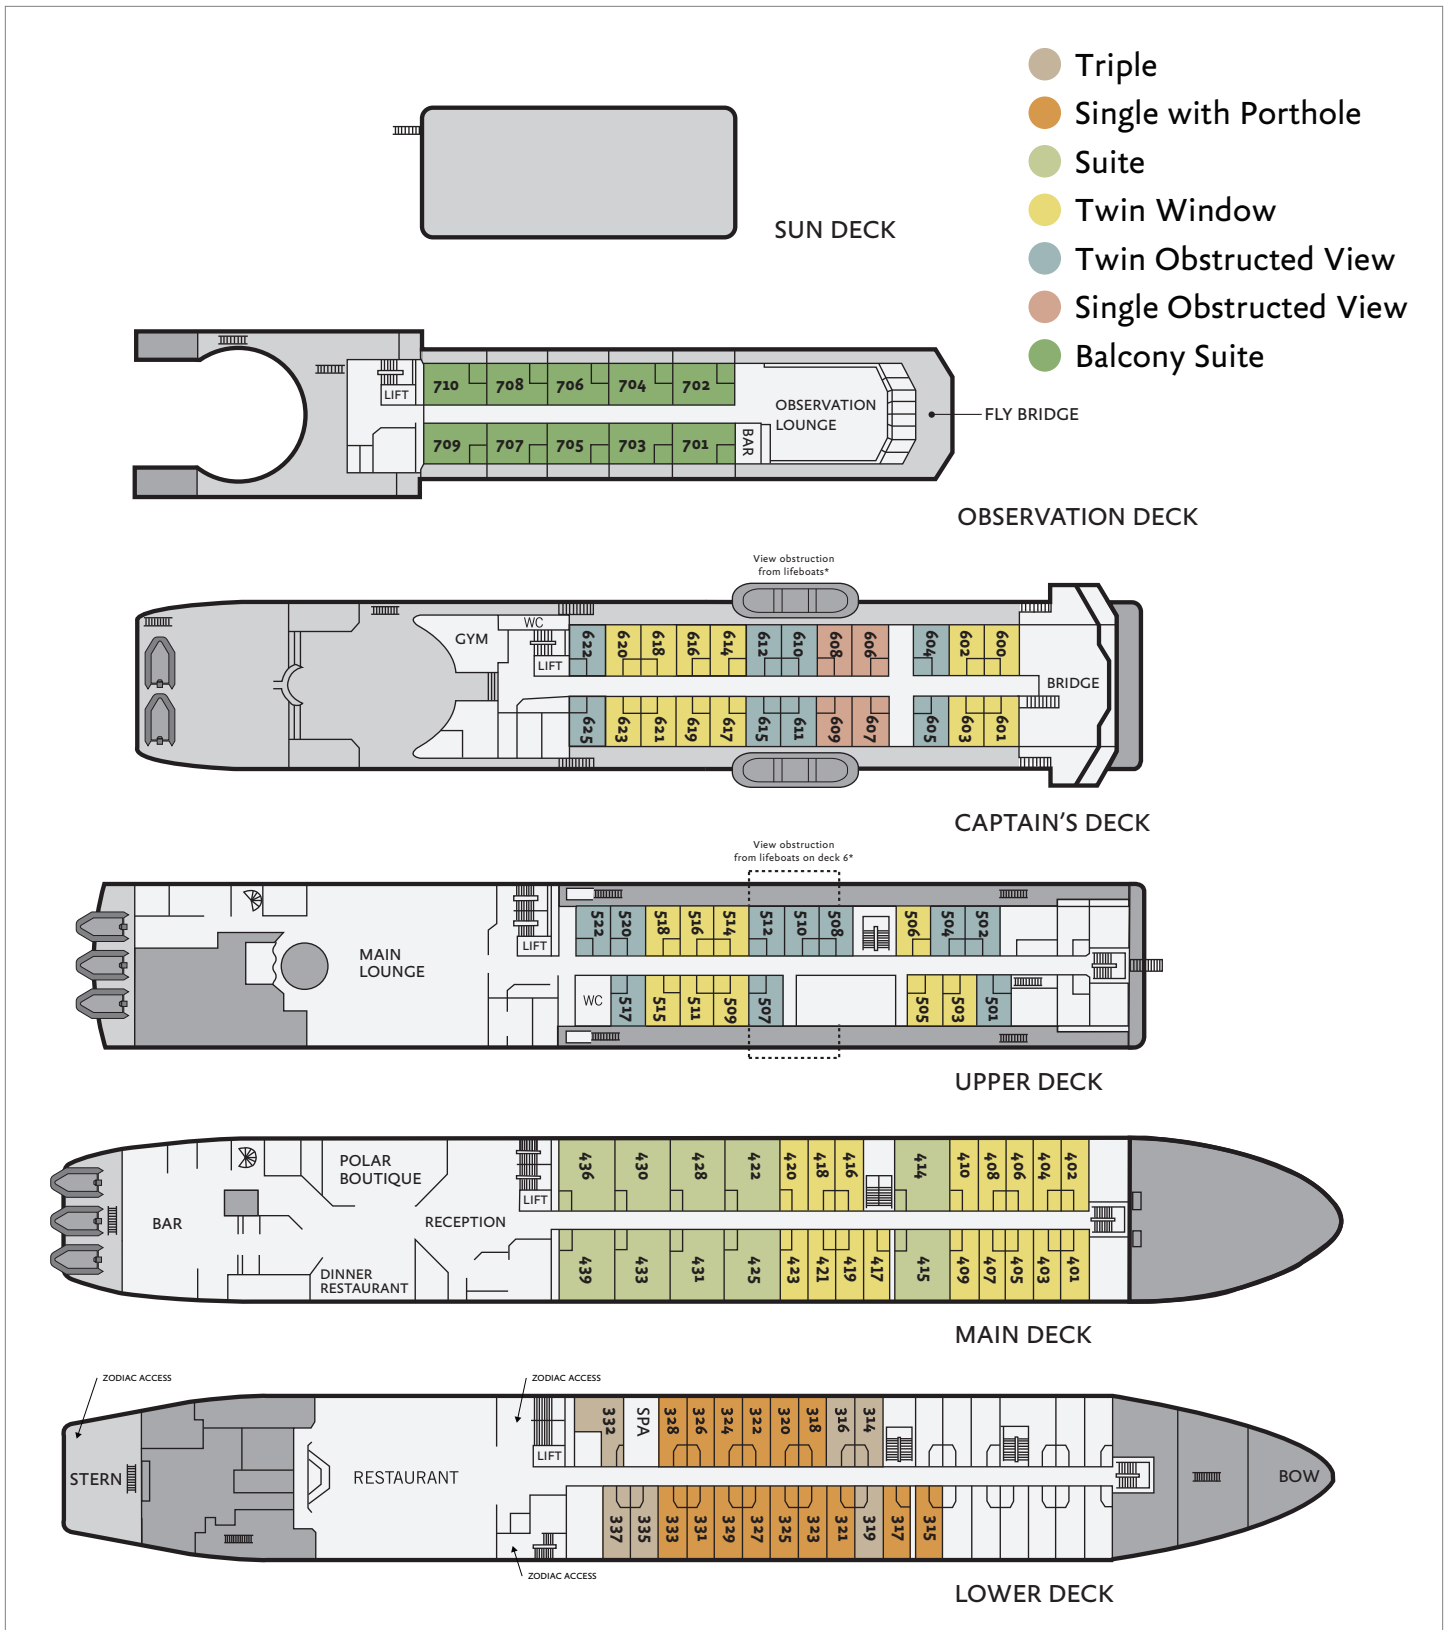 Triple
Single with Porthole
Suite
Twin Window
Twin Obstructed View
Single Obstructed View
Balcony Suite
SUN DECK
710 708 706 704 702
LIFT
OBSERVATION
LOUNGE
FLY BRIDGE
BAR
709 707 705 703 701
OBSERVATION DECK
View obstruction
from lifeboats*
WC
GYM
LIFT
622 620 618 616 614 612 610 608 606 604 602 600
BRIDGE
625 623 621 619 617 615 611 609 607 605 603 601
CAPTAIN'S DECK
View obstruction
from lifeboats on deck 6*
522 520 518 516 514 512 510 508 506 504 502
LIFT
MAIN
LOUNGE
WC
517 515 511 509 507 505 503 501
UPPER DECK
436 430 428 422 420 418 416 414 410 408 406 404 402
POLAR
BOUTIQUE
LIFT
BAR
RECEPTION
DINNER
RESTAURANT
439 433 431 425 423 421 419 417 415 409 407 405 403 401
MAIN DECK
ZODIAC ACCESS
ZODIAC ACCESS
332 SPA 328 326 324 322 320 318 316 314
LIFT
STERN
RESTAURANT
BOW
337 335 333 331 329 327 325 323 321 319 317 315
ZODIAC ACCESS
LOWER DECK